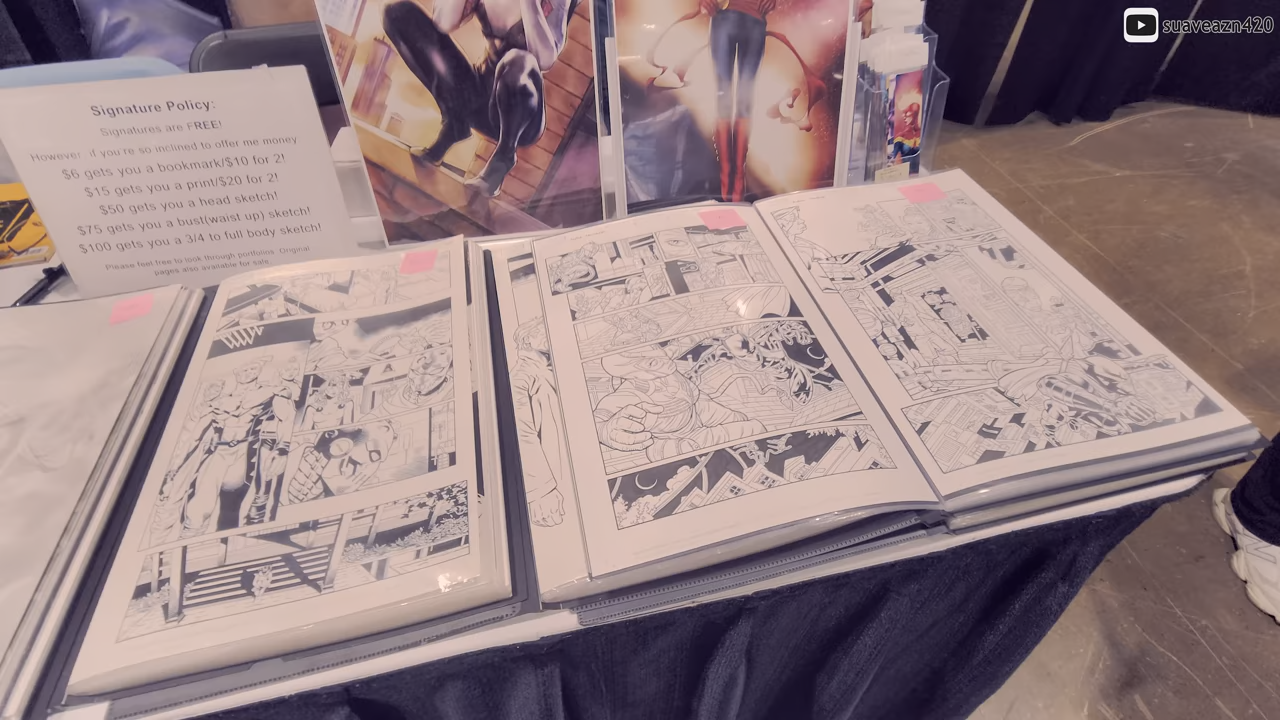 suaveazn420
Signature Policy:
Signatures are FREE!
However, if you're so inclined to offer me money
$6 gets you a bookmark/$10 for 2!
$15 gets you a print/$20 for 2!
$50 gets you a head sketch!
$75 gets you a bust(waist up) sketch!
$100 gets you a 3/4 to full body sketch!
Please feel free to look through portfolios. Original
pages also available for sale